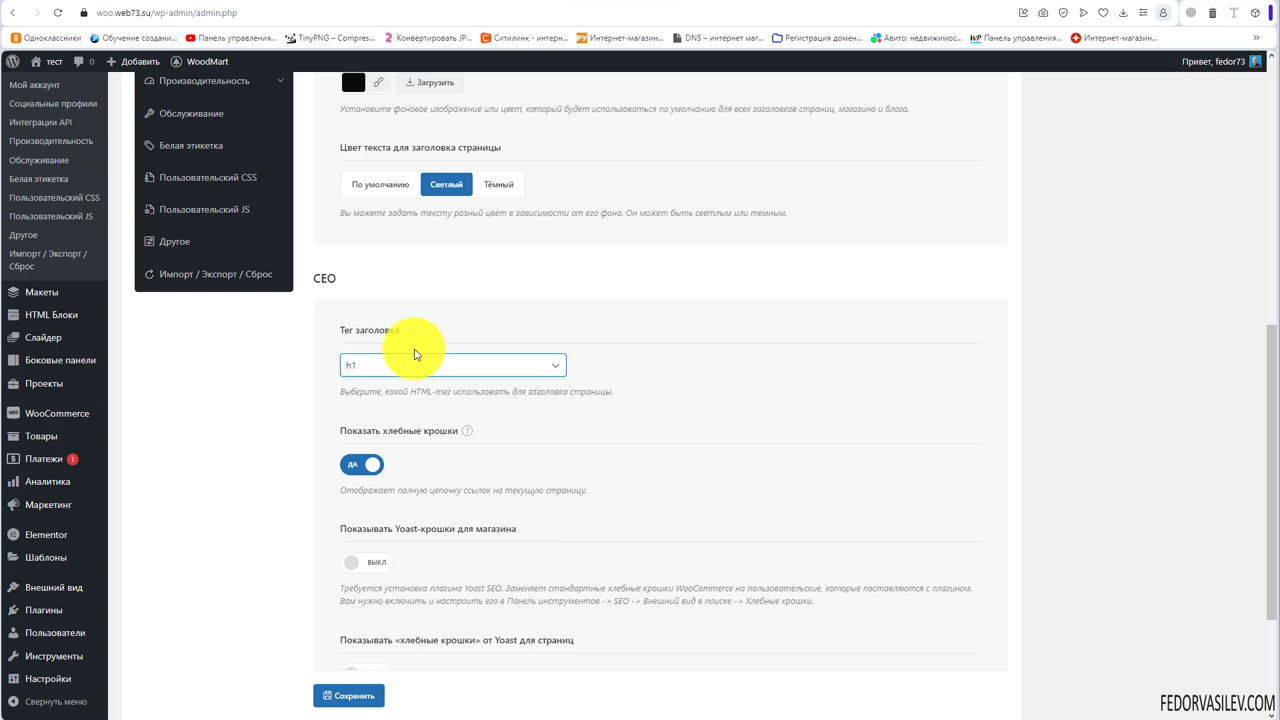 woo.web73.su/wp-admin/admin.php
Одноклассники
Обучение создани...
Панель управления...
TinyPNG – Compres...
Конвертировать JP...
Ситилинк - интерн...
Интернет-магазин...
DNS – интернет маг...
Регистрация домен...
Авито: недвижимос...
Панель управления...
Интернет-магазин...
тест
0
Добавить
WoodMart
Привет, fedor73
Мой аккаунт
Социальные профили
Интеграции API
Производительность
Обслуживание
Белая этикетка
Пользовательский CSS
Пользовательский JS
Другое
Импорт / Экспорт /
Сброс
Макеты
HTML Блоки
Слайдер
Боковые панели
Проекты
WooCommerce
Товары
Платежи 1
Аналитика
Маркетинг
Elementor
Шаблоны
Внешний вид
Плагины
Пользователи
Инструменты
Настройки
Свернуть меню
Производительность
Обслуживание
Белая этикетка
Пользовательский CSS
Пользовательский JS
Другое
Импорт / Экспорт / Сброс
Загрузить
Установите фоновое изображение или цвет, который будет использоваться по умолчанию для всех заголовков страниц, магазина и блога.
Цвет текста для заголовка страницы
По умолчанию
Светлый
Тёмный
Вы можете задать тексту разный цвет в зависимости от его фона. Он может быть светлым или темным.
СЕО
Тег заголовка ?
h1
Выберите, какой HTML-тег использовать для заголовка страницы.
Показать хлебные крошки ?
ДА
Отображает полную цепочку ссылок на текущую страницу.
Показывать Yoast-крошки для магазина
ВЫКЛ
Требуется установка плагина Yoast SEO. Заменяет стандартные хлебные крошки WooCommerce на пользовательские, которые поставляются с плагином.
Вам нужно включить и настроить его в Панель инструментов -> SEO -> Внешний вид в поиске -> Хлебные крошки.
Показывать «хлебные крошки» от Yoast для страниц
Сохранить
FEDORVASILEV.COM